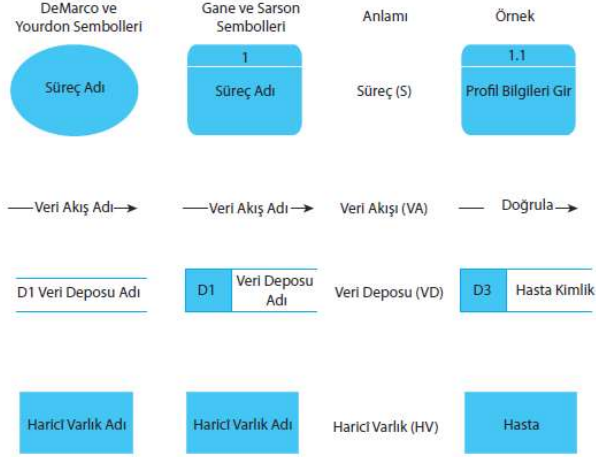 DeMarco ve
Yourdon Sembolleri
Gane ve Sarson
Sembolleri
Anlamı
Örnek
Süreç Adı
1
Süreç Adı
Süreç (S)
1.1
Profil Bilgileri Gir
Veri Akış Adı
Veri Akış Adı
Veri Akışı (VA)
Doğrula
D1 Veri Deposu Adı
D1
Veri Deposu
Adı
Veri Deposu (VD)
D3
Hasta Kimlik
Harici Varlık Adı
Harici Varlık Adı
Harici Varlık (HV)
Hasta